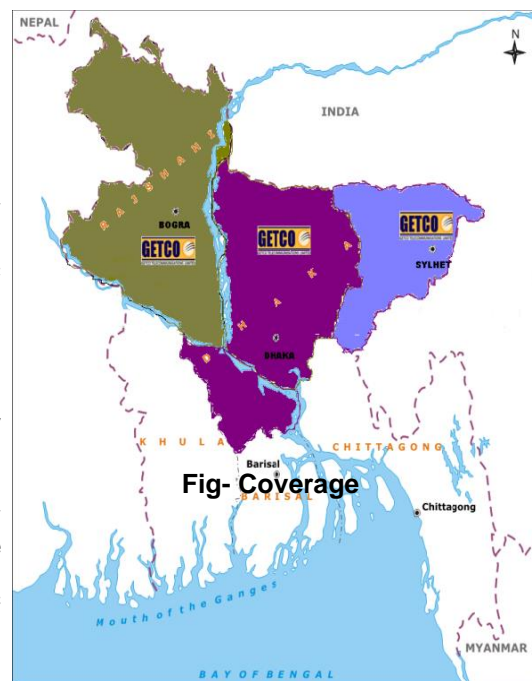 NEPAL
N
INDIA
RAJSHAHI
BOGRA
GETCO
GETCO
GETCO
SYLHET
DHAKA
DHAKA
KHULA
CHITTAGONG
Barisal
Fig- Coverage
BARISAL
Chittagong
Mouth of the Ganges
MYANMAR
BAY OF BENGAL